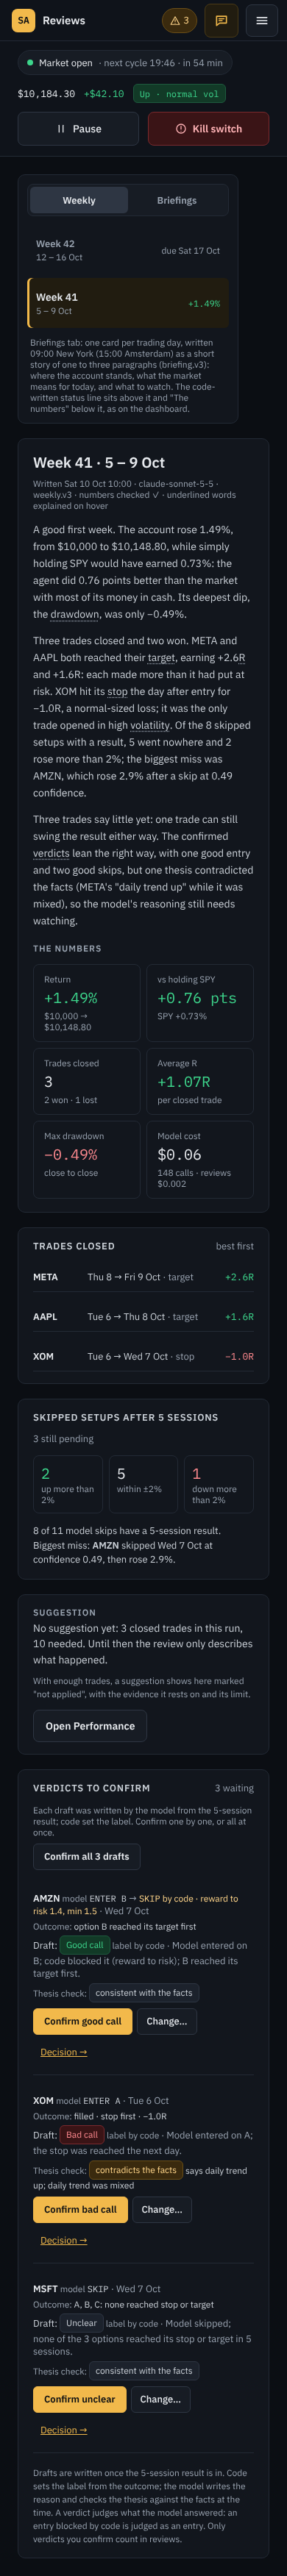 SA Reviews 3
Market open · next cycle 19:46 · in 54 min
$10,184.30 +$42.10 Up · normal vol
Pause Kill switch
Weekly Briefings
Week 42
12 – 16 Oct
due Sat 17 Oct
Week 41
5 – 9 Oct
+1.49%
Briefings tab: one card per trading day, written
09:00 New York (15:00 Amsterdam) as a short
story of one to three paragraphs (briefing.v3):
where the account stands, what the market
means for today, and what to watch. The code-
written status line sits above it and "The
numbers" below it, as on the dashboard.
Week 41 · 5 – 9 Oct
Written Sat 10 Oct 10:00 · claude-sonnet-5-5 ·
weekly.v3 · numbers checked ✓ · underlined words
explained on hover
A good first week. The account rose 1.49%,
from $10,000 to $10,148.80, while simply
holding SPY would have earned 0.73%: the
agent did 0.76 points better than the market
with most of its money in cash. Its deepest dip,
the drawdown, was only −0.49%.
Three trades closed and two won. META and
AAPL both reached their target, earning +2.6R
and +1.6R: each made more than it had put at
risk. XOM hit its stop the day after entry for
−1.0R, a normal-sized loss; it was the only
trade opened in high volatility. Of the 8 skipped
setups with a result, 5 went nowhere and 2
rose more than 2%; the biggest miss was
AMZN, which rose 2.9% after a skip at 0.49
confidence.
Three trades say little yet: one trade can still
swing the result either way. The confirmed
verdicts lean the right way, with one good entry
and two good skips, but one thesis contradicted
the facts (META's "daily trend up" while it was
mixed), so the model's reasoning still needs
watching.
THE NUMBERS
Return
+1.49%
$10,000 →
$10,148.80
vs holding SPY
+0.76 pts
SPY +0.73%
Trades closed
3
2 won · 1 lost
Average R
+1.07R
per closed trade
Max drawdown
−0.49%
close to close
Model cost
$0.06
148 calls · reviews
$0.002
TRADES CLOSED best first
META Thu 8 → Fri 9 Oct · target +2.6R
AAPL Tue 6 → Thu 8 Oct · target +1.6R
XOM Tue 6 → Wed 7 Oct · stop −1.0R
SKIPPED SETUPS AFTER 5 SESSIONS
3 still pending
2
up more than
2%
5
within ±2%
1
down more
than 2%
8 of 11 model skips have a 5-session result.
Biggest miss: AMZN skipped Wed 7 Oct at
confidence 0.49, then rose 2.9%.
SUGGESTION
No suggestion yet: 3 closed trades in this run,
10 needed. Until then the review only describes
what happened.
With enough trades, a suggestion shows here marked
"not applied", with the evidence it rests on and its limit.
Open Performance
VERDICTS TO CONFIRM 3 waiting
Each draft was written by the model from the 5-session
result; code set the label. Confirm one by one, or all at
once.
Confirm all 3 drafts
AMZN model ENTER B → SKIP by code · reward to
risk 1.4, min 1.5 · Wed 7 Oct
Outcome: option B reached its target first
Draft: Good call label by code · Model entered on
B; code blocked it (reward to risk); B reached its
target first.
Thesis check: consistent with the facts
Confirm good call Change...
Decision →
XOM model ENTER A · Tue 6 Oct
Outcome: filled · stop first · −1.0R
Draft: Bad call label by code · Model entered on A;
the stop was reached the next day.
Thesis check: contradicts the facts says daily trend
up; daily trend was mixed
Confirm bad call Change...
Decision →
MSFT model SKIP · Wed 7 Oct
Outcome: A, B, C: none reached stop or target
Draft: Unclear label by code · Model skipped;
none of the 3 options reached its stop or target in 5
sessions.
Thesis check: consistent with the facts
Confirm unclear Change...
Decision →
Drafts are written once the 5-session result is in. Code
sets the label from the outcome; the model writes the
reason and checks the thesis against the facts at the
time. A verdict judges what the model answered: an
entry blocked by code is judged as an entry. Only
verdicts you confirm count in reviews.